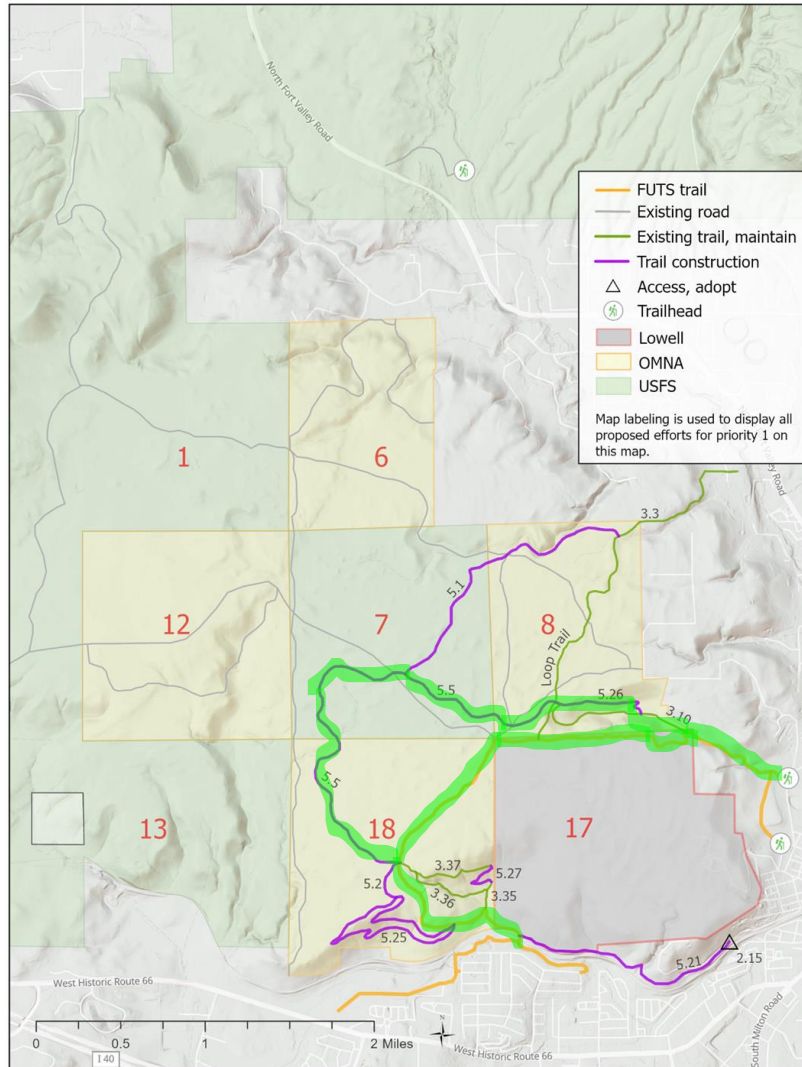 North Fort Valley Road
FUTS trail
Existing road
Existing trail, maintain
Trail construction
Access, adopt
Trailhead
Lowell
OMNA
USFS
Map labeling is used to display all
proposed efforts for priority 1 on
this map.
Valley Road
1
6
3.3
5.1
12
7
8
Loop Trail
5.5
5.26
3.10
5.5
13
18
17
3.37
5.27
5.2
3.36
3.35
5.25
5.21
2.15
West Historic Route 66
South Milton Road
N
0
0.5
1
2 Miles
West Historic Route 66
I 40